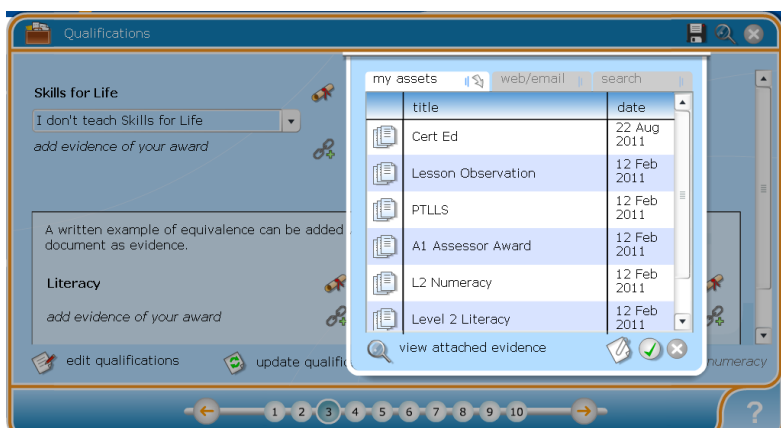 Qualifications
Skills for Life
I don't teach Skills for Life
add evidence of your award
A written example of equivalence can be added
document as evidence.
Literacy
add evidence of your award
edit qualifications
my assets web/email search
title date
Cert Ed 22 Aug 2011
Lesson Observation 12 Feb 2011
PTLLS 12 Feb 2011
A1 Assessor Award 12 Feb 2011
L2 Numeracy 12 Feb 2011
Level 2 Literacy 12 Feb 2011
view attached evidence
numeracy
1 2 3 4 5 6 7 8 9 10
?